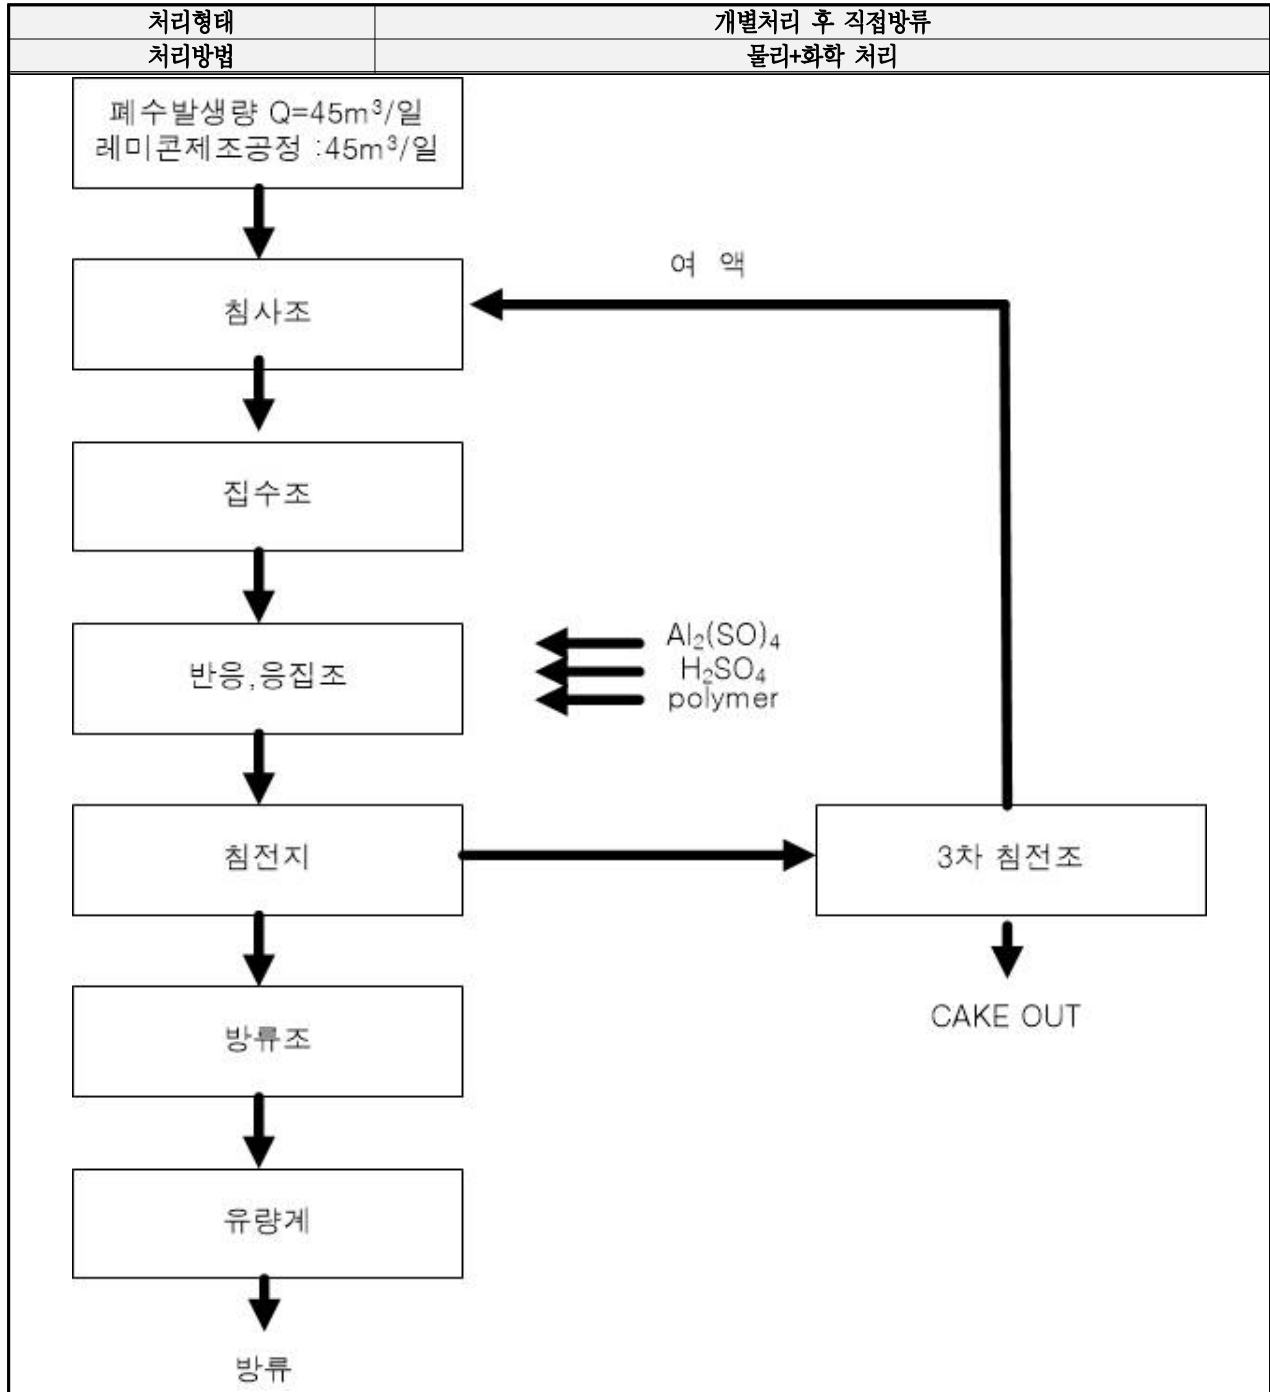 처리형태 개별처리 후 직접방류
처리방법 물리+화학 처리
폐수발생량 Q=45m³/일
레미콘제조공정 :45m³/일
여 액
침사조
집수조
Al₂(SO)₄
H₂SO₄
polymer
반응,응집조
침전지
3차 침전조
CAKE OUT
방류조
유량계
방류